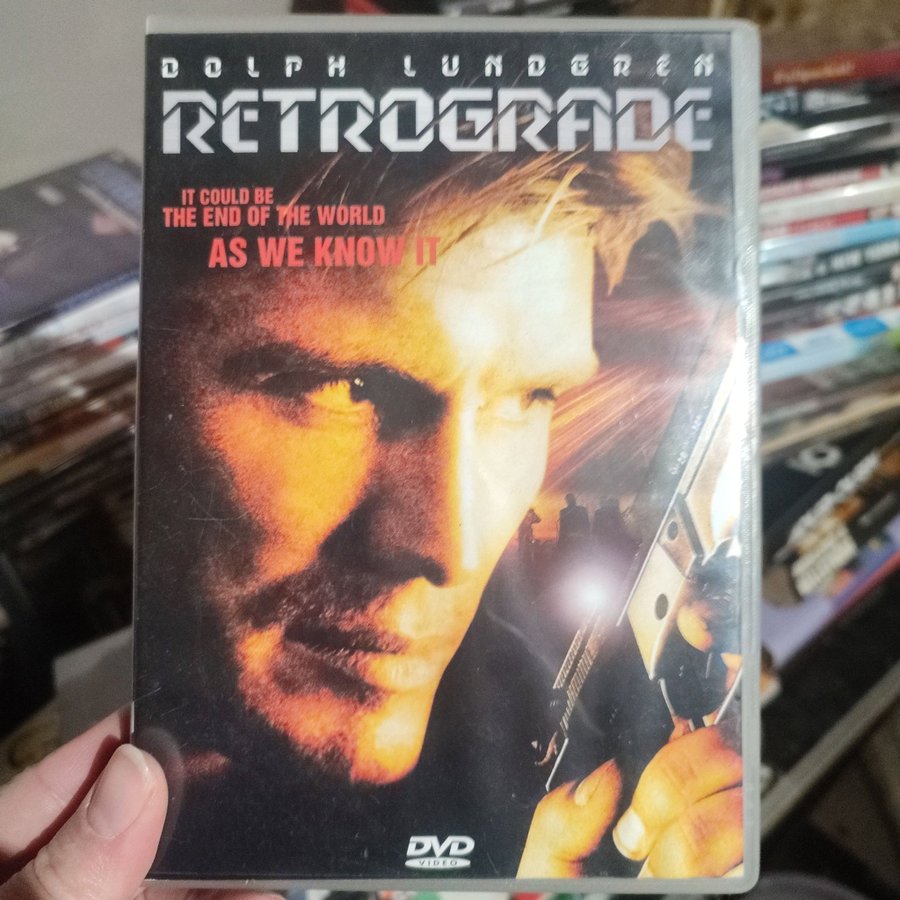 DOLPH LUNDGREN
RETROGRADE
IT COULD BE
THE END OF THE WORLD
AS WE KNOW IT
DVD
VIDEO